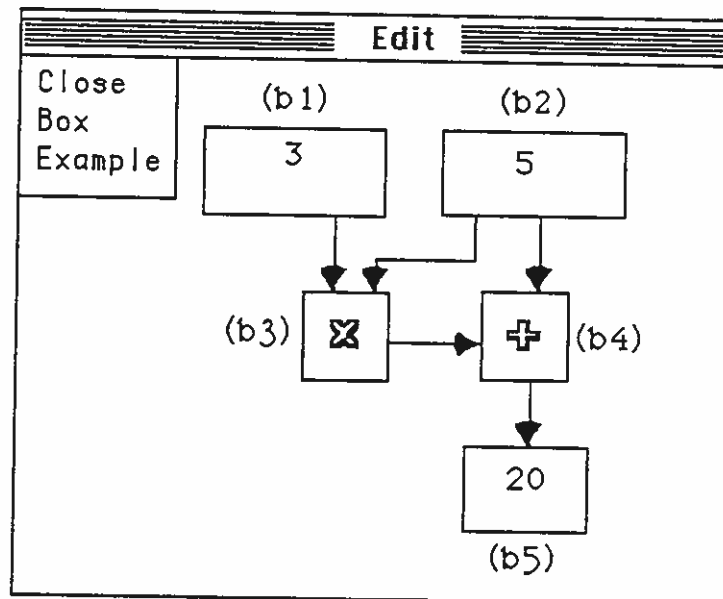 Edit
Close
Box
Example
(b1) (b2)
3 5
(b3) × + (b4)
20
(b5)